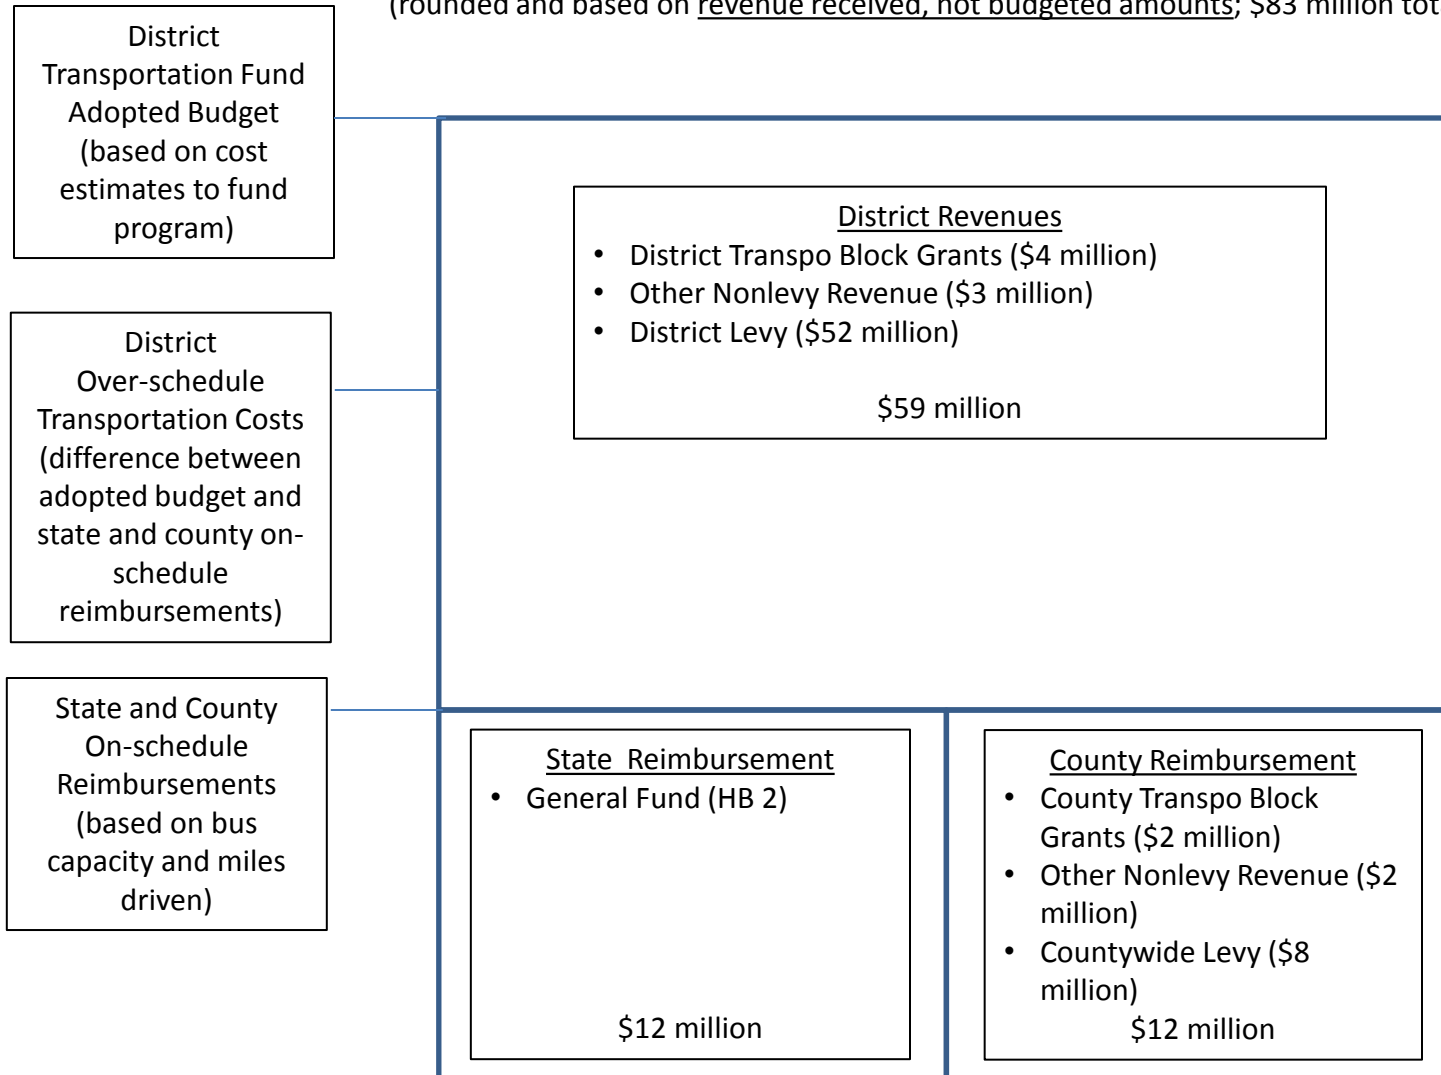 (rounded and based on revenue received, not budgeted amounts; $83 million tot
District
Transportation Fund
Adopted Budget
(based on cost
estimates to fund
program)
District Revenues
• District Transpo Block Grants ($4 million)
• Other Nonlevy Revenue ($3 million)
• District Levy ($52 million)
$59 million
District
Over-schedule
Transportation Costs
(difference between
adopted budget and
state and county on-
schedule
reimbursements)
State and County
On-schedule
Reimbursements
(based on bus
capacity and miles
driven)
State  Reimbursement
• General Fund (HB 2)
$12 million
County Reimbursement
• County Transpo Block
Grants ($2 million)
• Other Nonlevy Revenue ($2
million)
• Countywide Levy ($8
million)
$12 million